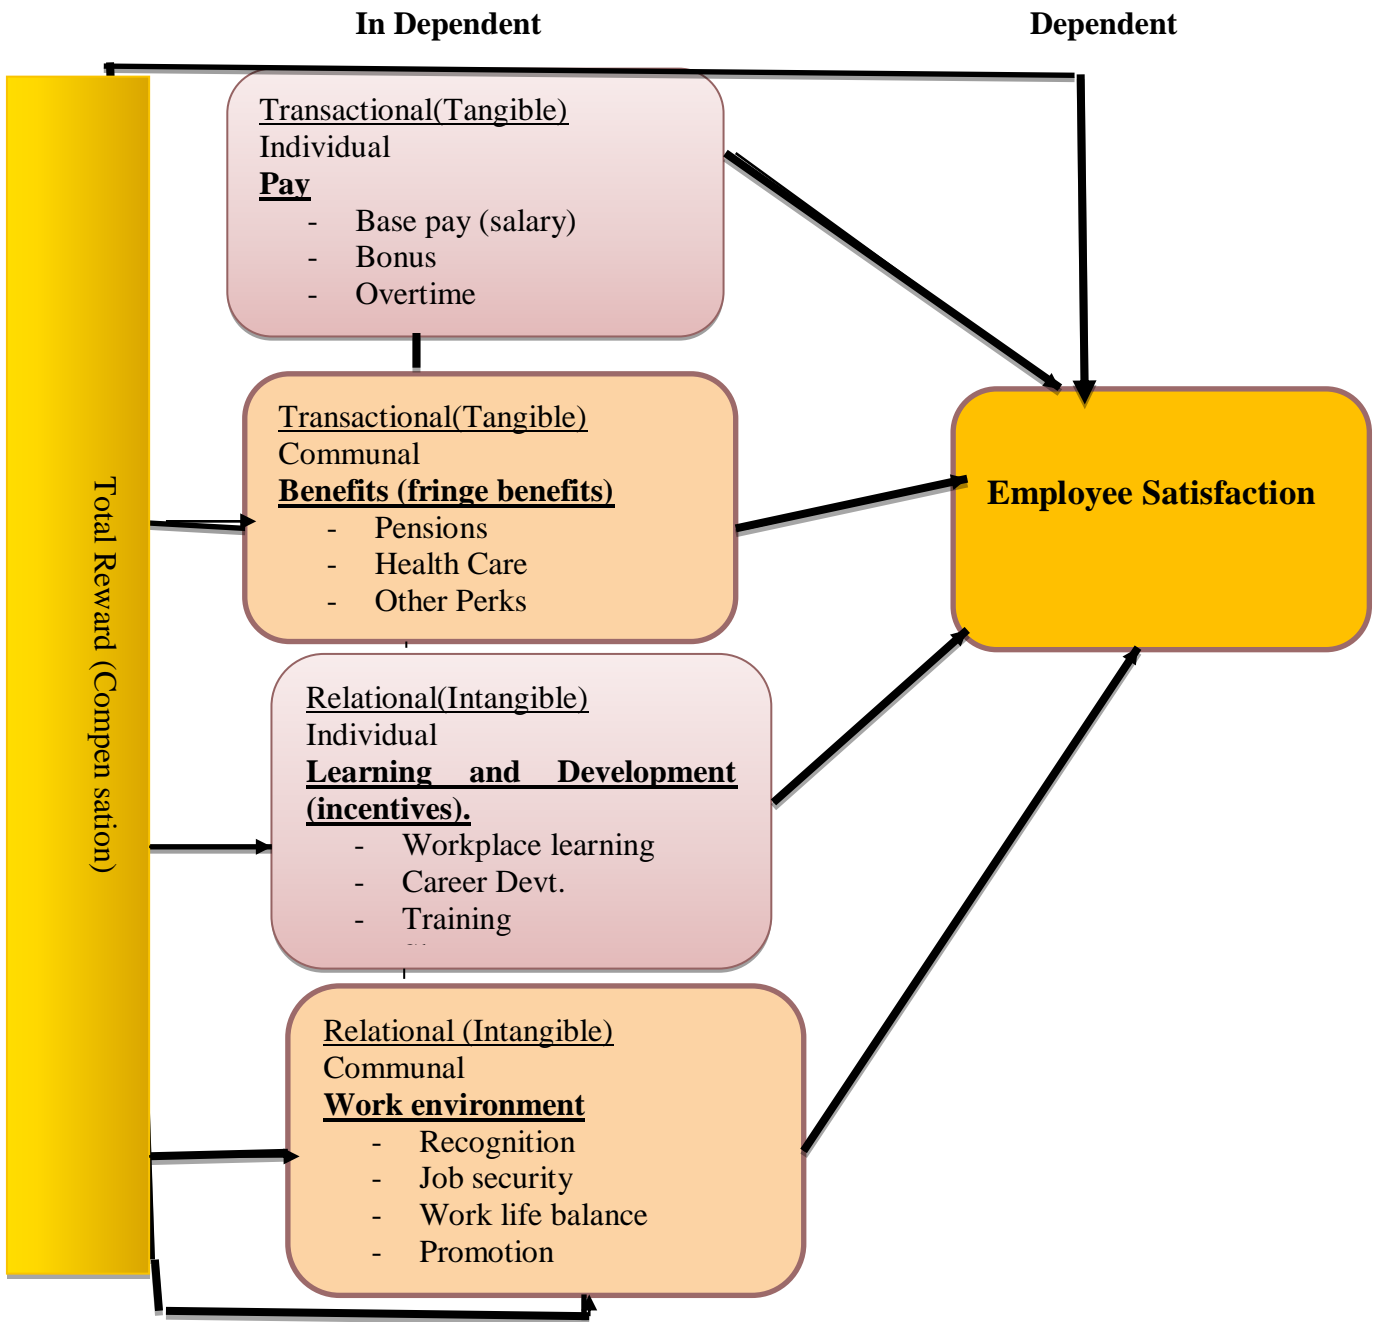 In Dependent
Dependent
Transactional(Tangible)
Individual
Pay
- Base pay (salary)
- Bonus
- Overtime
Transactional(Tangible)
Communal
Benefits (fringe benefits)
- Pensions
- Health Care
- Other Perks
Total Reward (Compen sation)
Employee Satisfaction
Relational(Intangible)
Individual
Learning and Development
(incentives).
- Workplace learning
- Career Devt.
- Training
Relational (Intangible)
Communal
Work environment
- Recognition
- Job security
- Work life balance
- Promotion